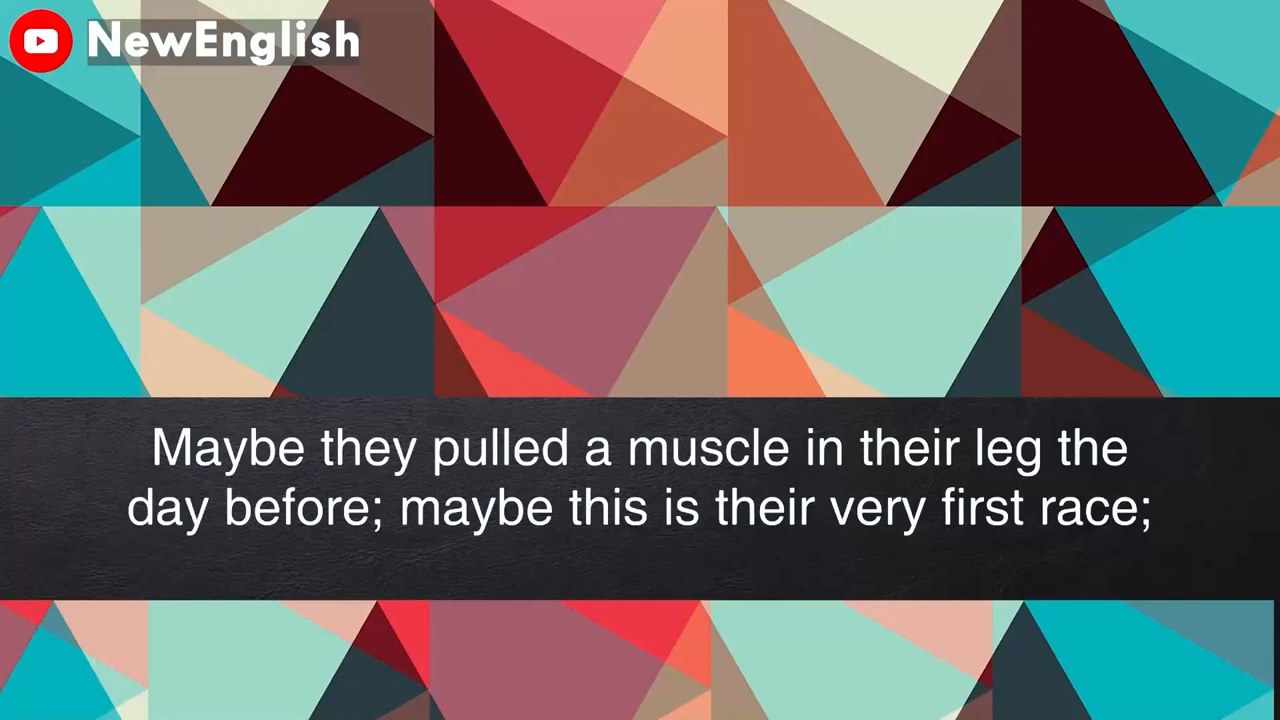 NewEnglish
Maybe they pulled a muscle in their leg the
day before; maybe this is their very first race;